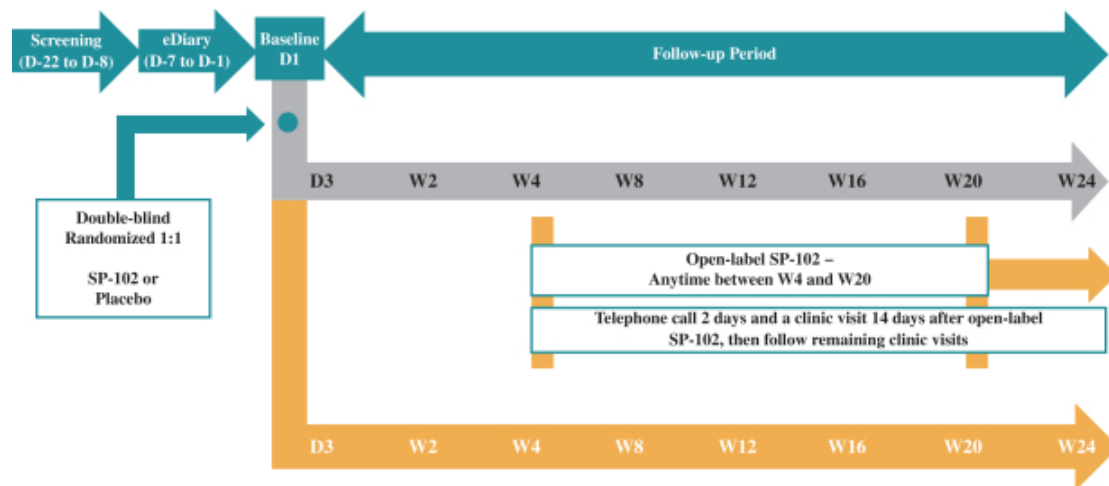 Screening
(D-22 to D-8)
eDiary
(D-7 to D-1)
Baseline
D1
Follow-up Period
D3 W2 W4 W8 W12 W16 W20 W24
Double-blind
Randomized 1:1
SP-102 or
Placebo
Open-label SP-102 –
Anytime between W4 and W20
Telephone call 2 days and a clinic visit 14 days after open-label
SP-102, then follow remaining clinic visits
D3 W2 W4 W8 W12 W16 W20 W24